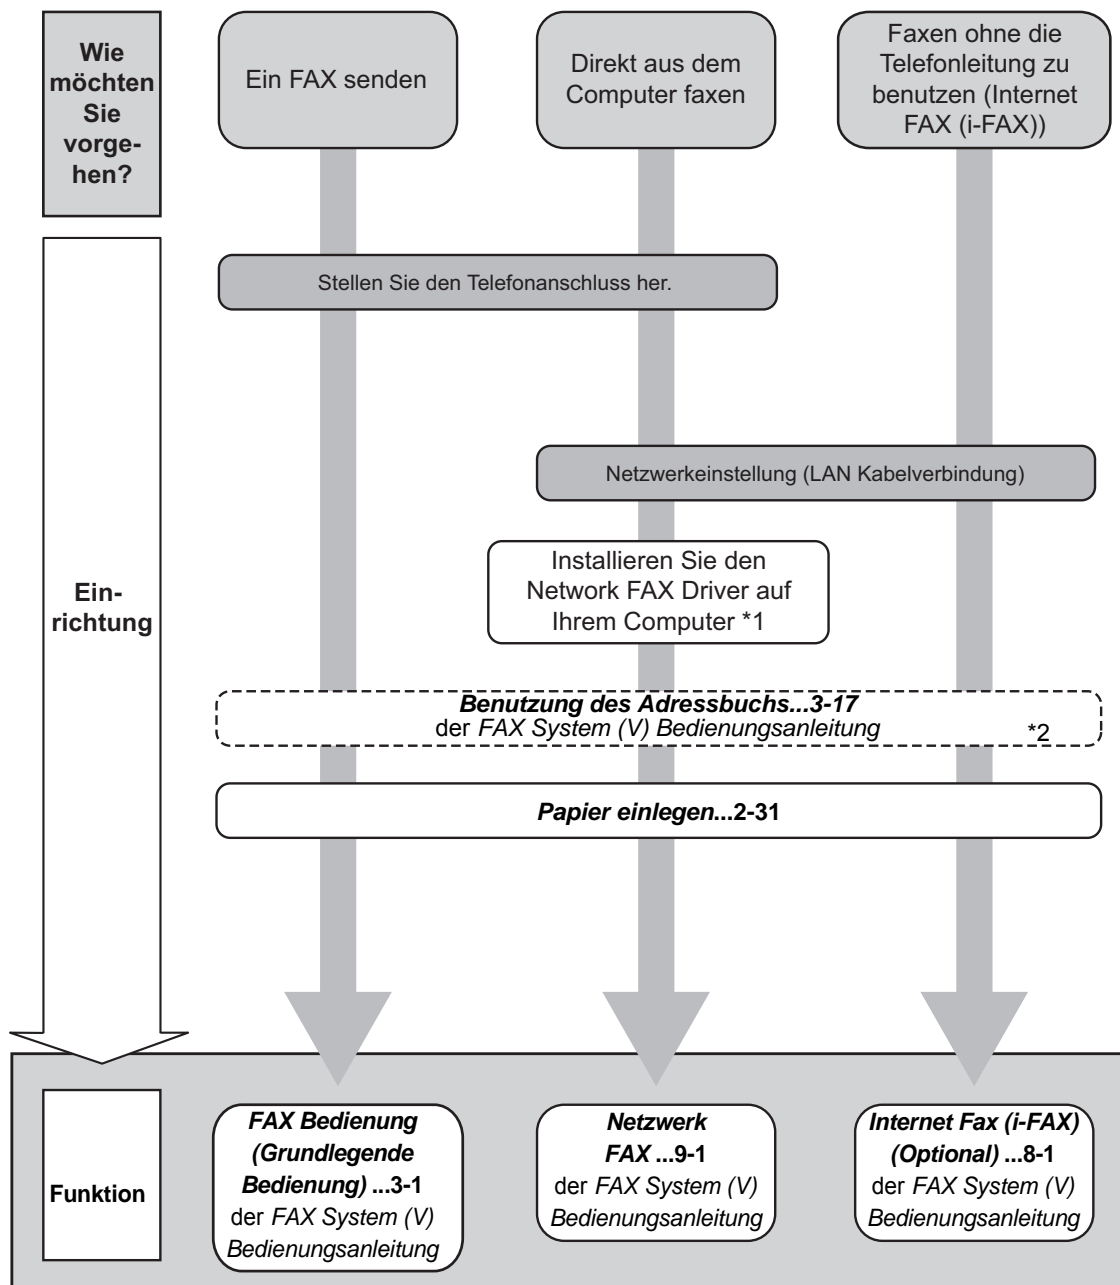 Wie
möchten
Sie
vorge-
hen?
Ein FAX senden
Direkt aus dem
Computer faxen
Faxen ohne die
Telefonleitung zu
benutzen (Internet
FAX (i-FAX))
Stellen Sie den Telefonanschluss her.
Netzwerkeinstellung (LAN Kabelverbindung)
Ein-
richtung
Installieren Sie den
Network FAX Driver auf
Ihrem Computer *1
Benutzung des Adressbuchs...3-17
der FAX System (V) Bedienungsanleitung *2
Papier einlegen...2-31
Funktion
FAX Bedienung
(Grundlegende
Bedienung) ...3-1
der FAX System (V)
Bedienungsanleitung
Netzwerk
FAX ...9-1
der FAX System (V)
Bedienungsanleitung
Internet Fax (i-FAX)
(Optional) ...8-1
der FAX System (V)
Bedienungsanleitung